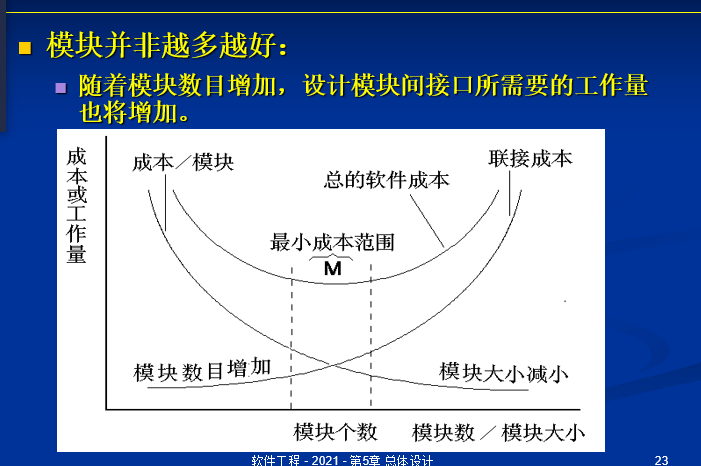 模块并非越多越好：
随着模块数目增加，设计模块间接口所需要的工作量
也将增加。
成本或工作量
成本／模块
联接成本
总的软件成本
最小成本范围
M
模块数目增加
模块大小减小
模块个数
模块数／模块大小
软件工程 - 2021 - 第5章 总体设计
23